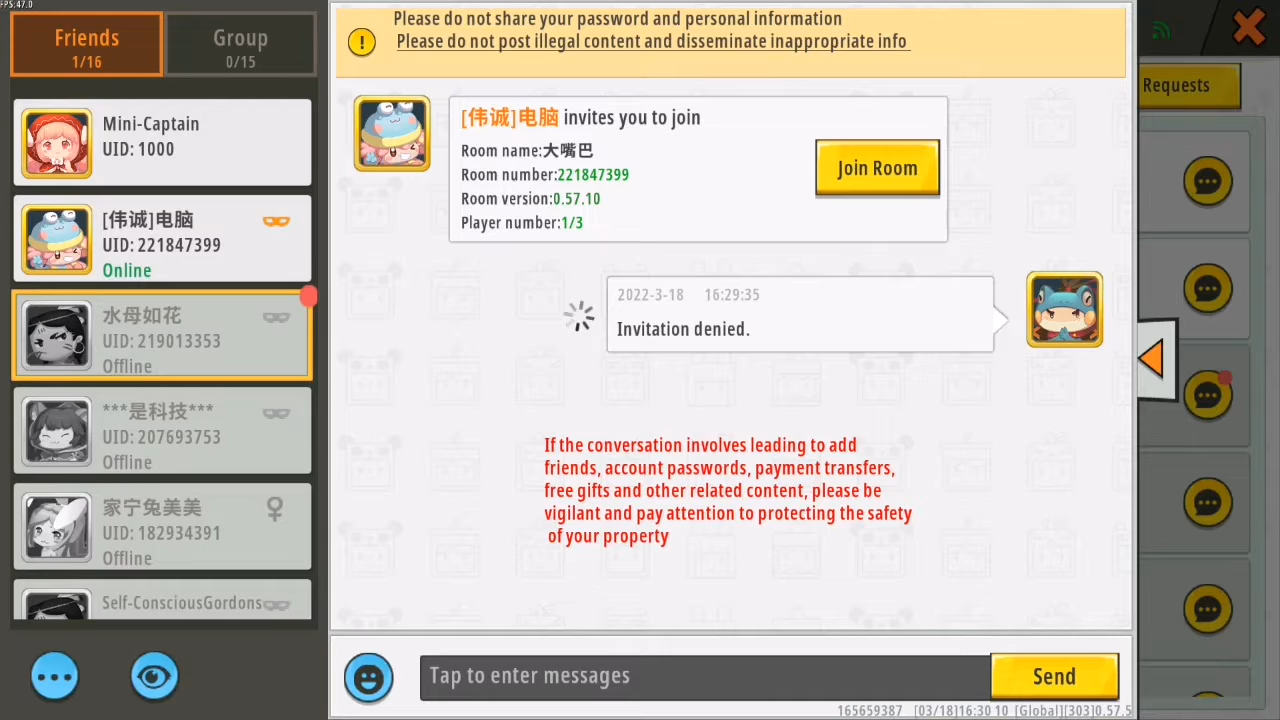 FPS:47.0
Friends
1/16
Group
0/15
Mini-Captain
UID: 1000
[伟诚]电脑
UID: 221847399
Online
水母如花
UID: 219013353
Offline
***是科技***
UID: 207693753
Offline
家宁兔美美
UID: 182934391
Offline
Self-ConsciousGordons
Please do not share your password and personal information
Please do not post illegal content and disseminate inappropriate info
[伟诚]电脑 invites you to join
Room name:大嘴巴
Room number:221847399
Room version:0.57.10
Player number:1/3
Join Room
2022-3-18 16:29:35
Invitation denied.
If the conversation involves leading to add
friends, account passwords, payment transfers,
free gifts and other related content, please be
vigilant and pay attention to protecting the safety
of your property
Tap to enter messages
Send
Requests
165659387 [03/18]16:30 10 [Global][303]0.57.5